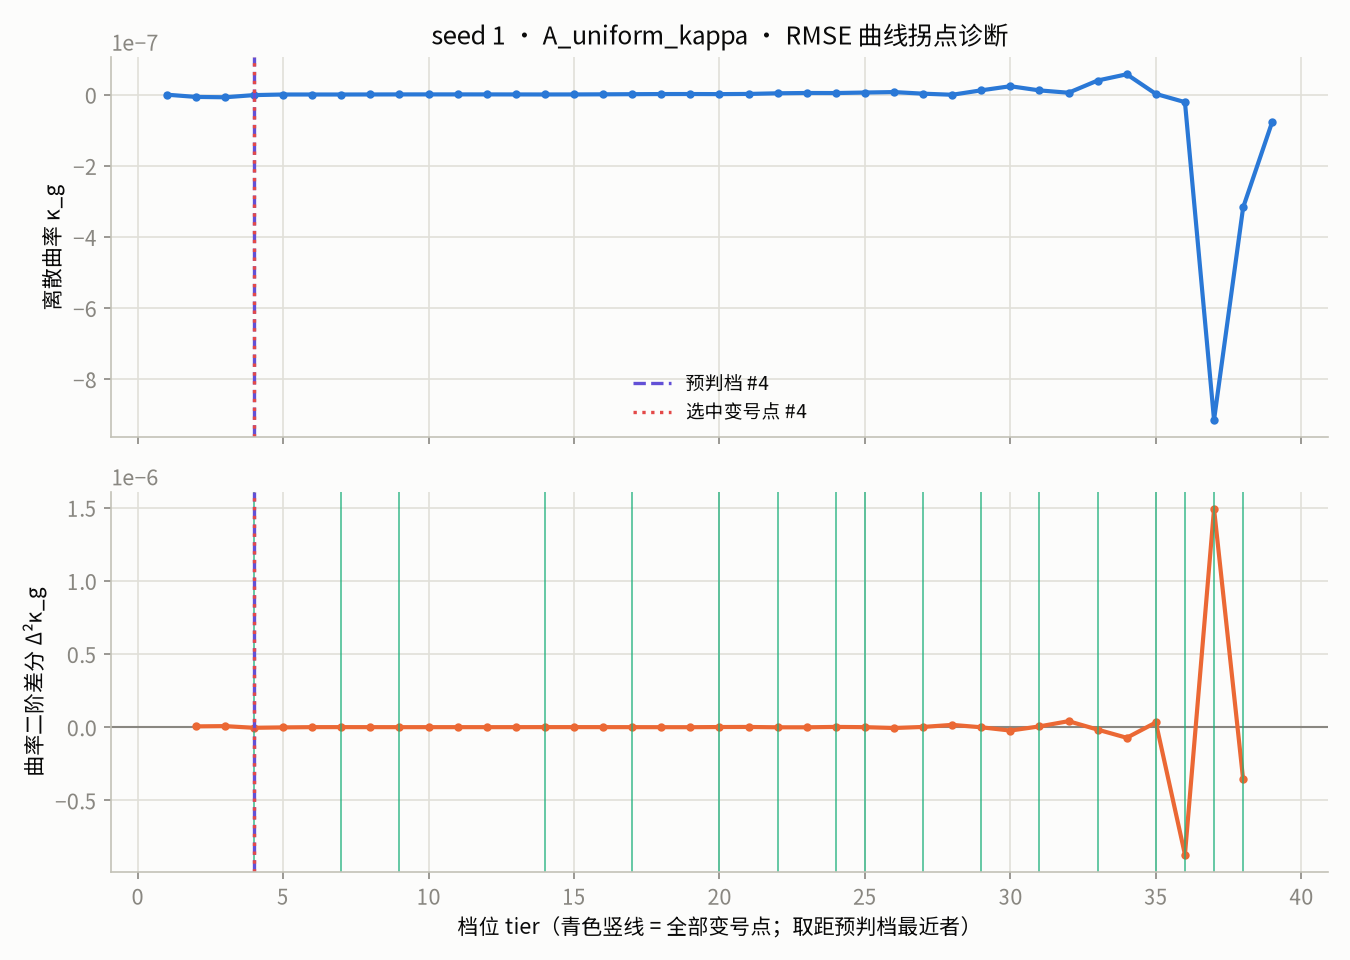 seed 1 · A_uniform_kappa · RMSE 曲线拐点诊断
1e−7
0
−2
−4
−6
−8
离散曲率 κ_g
预判档 #4
选中变号点 #4
1e−6
1.5
1.0
0.5
0.0
−0.5
曲率二阶差分 Δ²κ_g
0 5 10 15 20 25 30 35 40
档位 tier（青色竖线 = 全部变号点；取距预判档最近者）